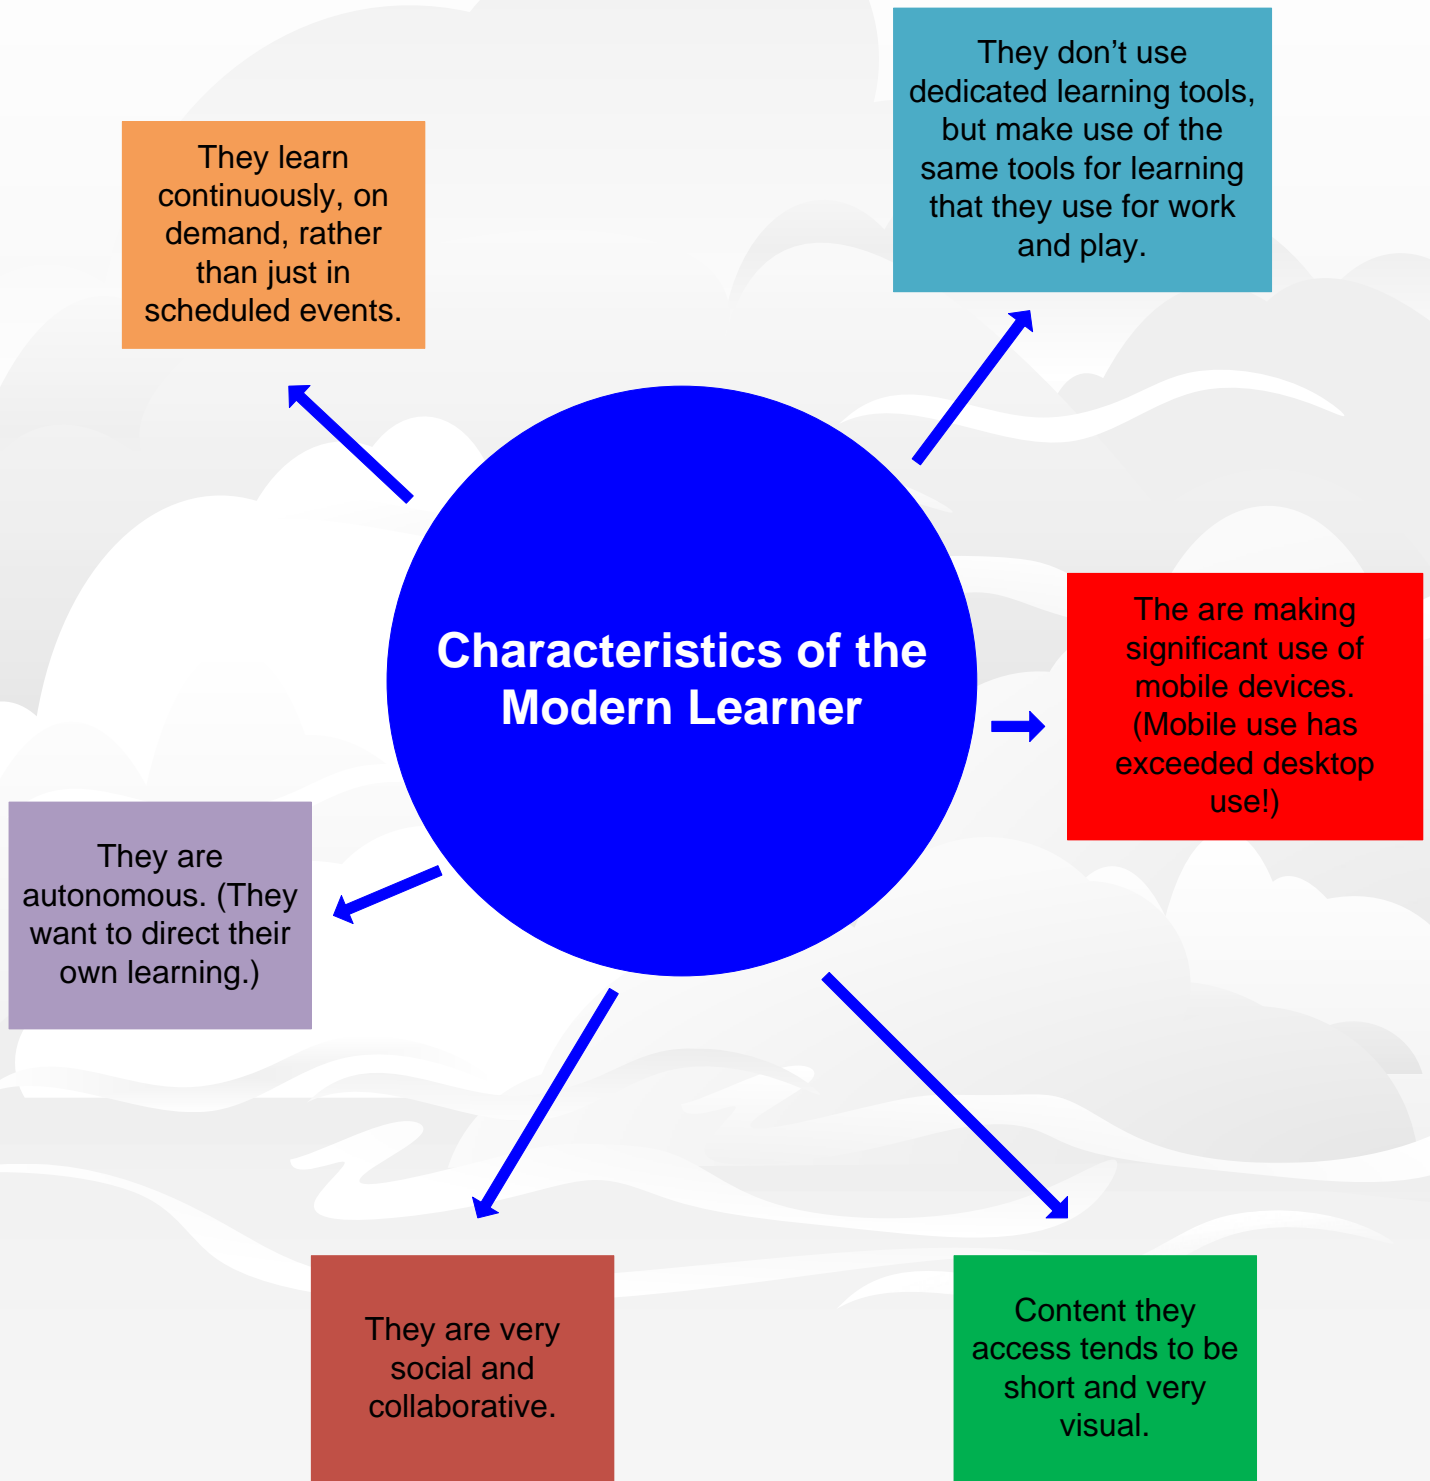 They don’t use
dedicated learning tools,
but make use of the
same tools for learning
that they use for work
and play.
They learn
continuously, on
demand, rather
than just in
scheduled events.
Characteristics of the
Modern Learner
The are making
significant use of
mobile devices.
(Mobile use has
exceeded desktop
use!)
They are
autonomous. (They
want to direct their
own learning.)
They are very
social and
collaborative.
Content they
access tends to be
short and very
visual.